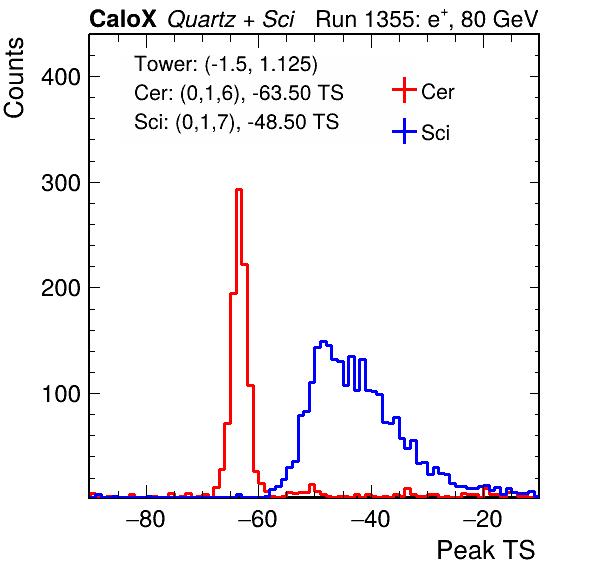 CaloX Quartz + Sci Run 1355: e⁺, 80 GeV
Counts
Tower: (-1.5, 1.125)
Cer: (0,1,6), -63.50 TS
Sci: (0,1,7), -48.50 TS
Cer
Sci
400
300
200
100
−80 −60 −40 −20
Peak TS